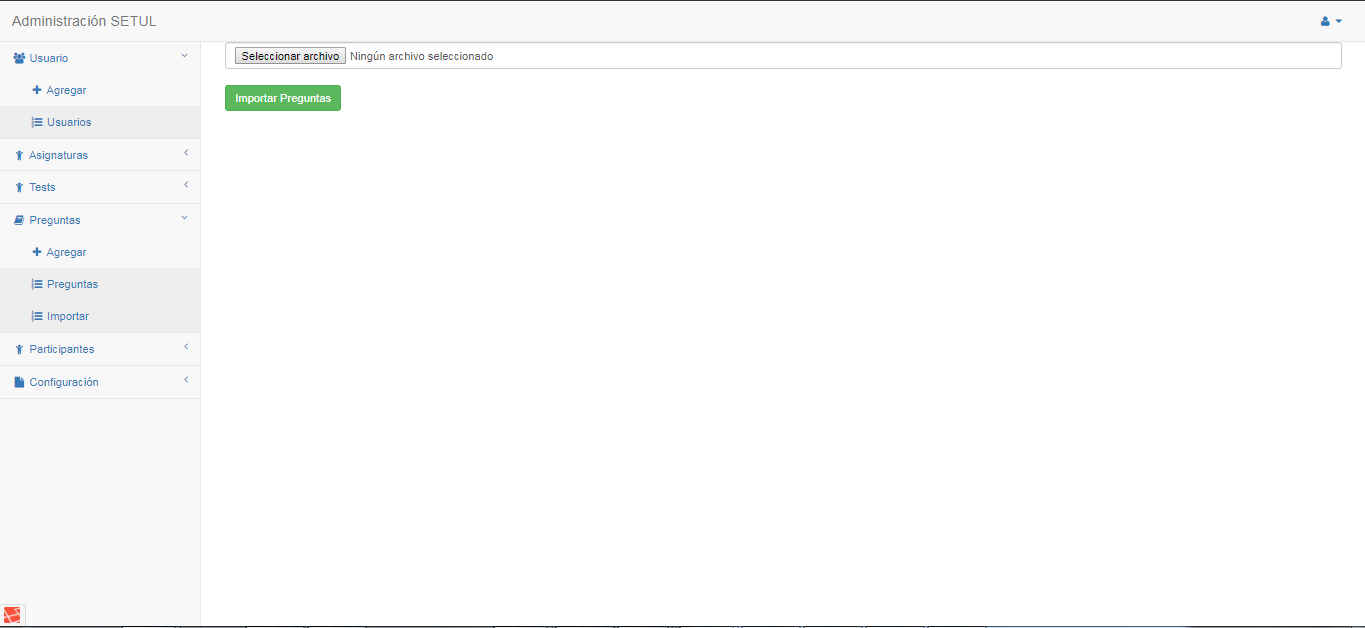 Administración SETUL
Usuario
Agregar
Usuarios
Asignaturas
Tests
Preguntas
Agregar
Preguntas
Importar
Participantes
Configuración
Seleccionar archivo Ningún archivo seleccionado
Importar Preguntas